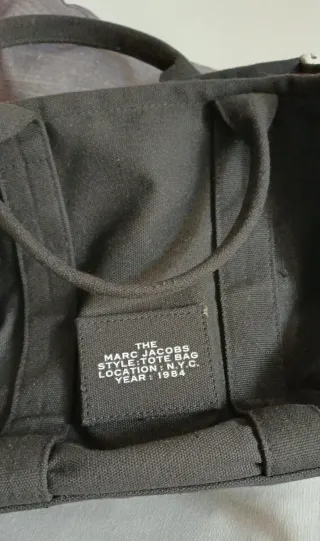 THE
MARC JACOBS
STYLE: TOTE BAG
LOCATION: N.Y.C.
YEAR: 1984